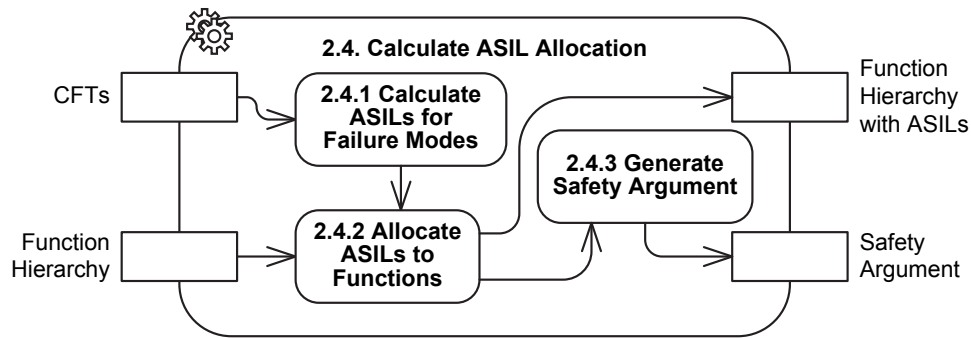 2.4. Calculate ASIL Allocation
CFTs
2.4.1 Calculate
ASILs for
Failure Modes
Function
Hierarchy
with ASILs
2.4.3 Generate
Safety Argument
Function
Hierarchy
2.4.2 Allocate
ASILs to
Functions
Safety
Argument